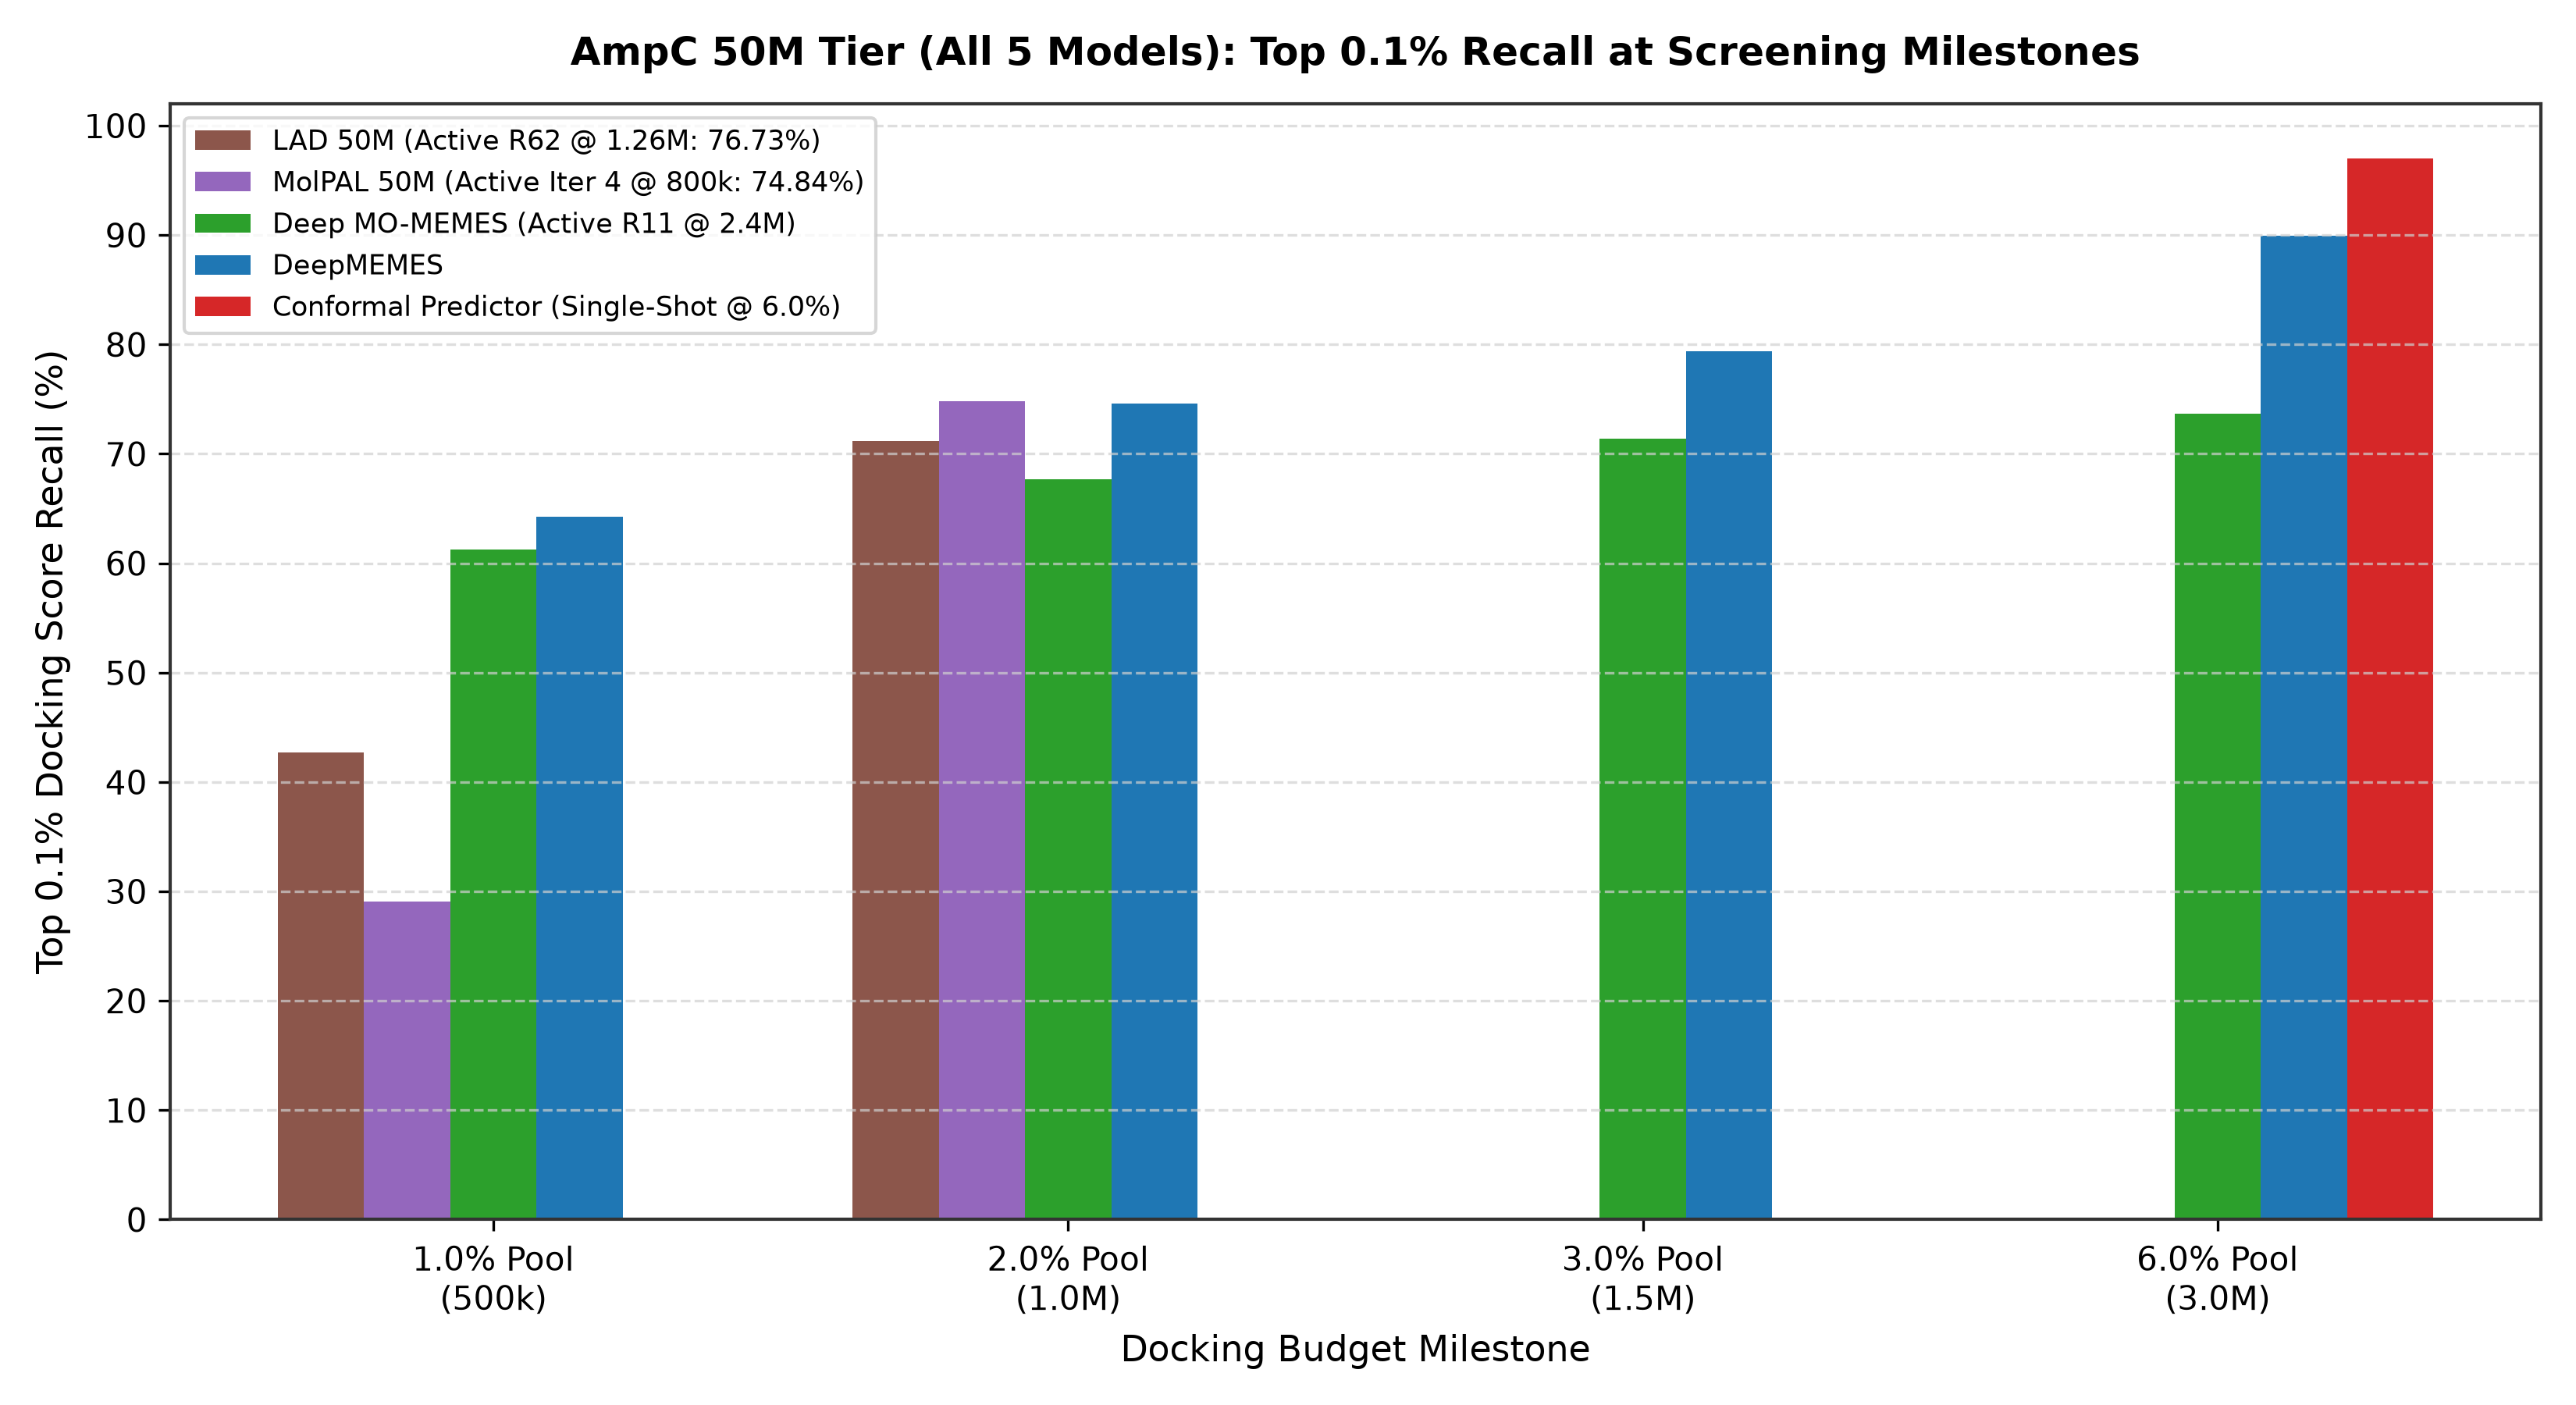 AmpC 50M Tier (All 5 Models): Top 0.1% Recall at Screening Milestones
LAD 50M (Active R62 @ 1.26M: 76.73%)
MolPAL 50M (Active Iter 4 @ 800k: 74.84%)
Deep MO-MEMES (Active R11 @ 2.4M)
DeepMEMES
Conformal Predictor (Single-Shot @ 6.0%)
Top 0.1% Docking Score Recall (%)
100
90
80
70
60
50
40
30
20
10
0
1.0% Pool
(500k)
2.0% Pool
(1.0M)
3.0% Pool
(1.5M)
6.0% Pool
(3.0M)
Docking Budget Milestone